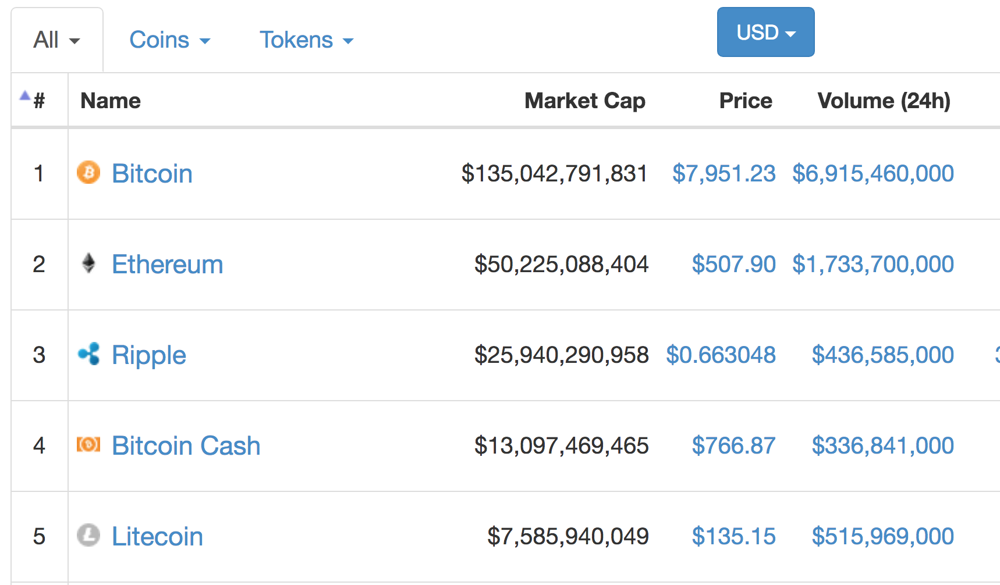 All Coins Tokens USD
# Name Market Cap Price Volume (24h)
1 Bitcoin $135,042,791,831 $7,951.23 $6,915,460,000
2 Ethereum $50,225,088,404 $507.90 $1,733,700,000
3 Ripple $25,940,290,958 $0.663048 $436,585,000
4 Bitcoin Cash $13,097,469,465 $766.87 $336,841,000
5 Litecoin $7,585,940,049 $135.15 $515,969,000